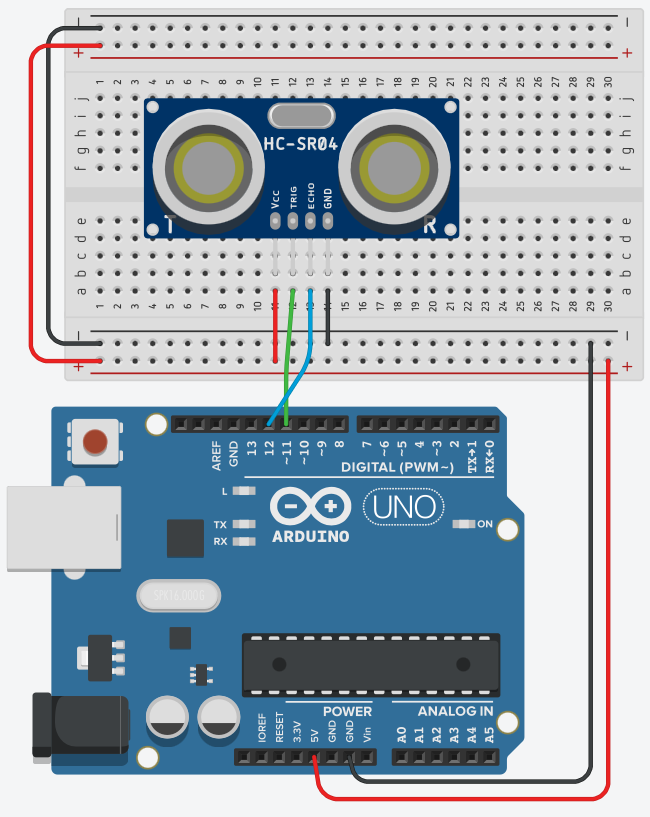 − −
+ +
1 2 3 4 5 6 7 8 9 10 11 12 13 14 15 16 17 18 19 20 21 22 23 24 25 26 27 28 29 30
j j
i i
h h
g g
f f
HC-SR04
VCC TRIG ECHO GND
T R
e e
d d
c c
b b
a a
1 2 3 4 5 6 7 8 9 10 11 12 13 14 15 16 17 18 19 20 21 22 23 24 25 26 27 28 29 30
− −
+ +
AREF GND 13 12 ~11 ~10 ~9 8 7 ~6 ~5 4 ~3 2 TX→1 RX←0
DIGITAL (PWM~)
L
TX
RX
UNO
ON
ARDUINO
SPK16.000G
POWER ANALOG IN
IOREF RESET 3.3V 5V GND GND Vin A0 A1 A2 A3 A4 A5